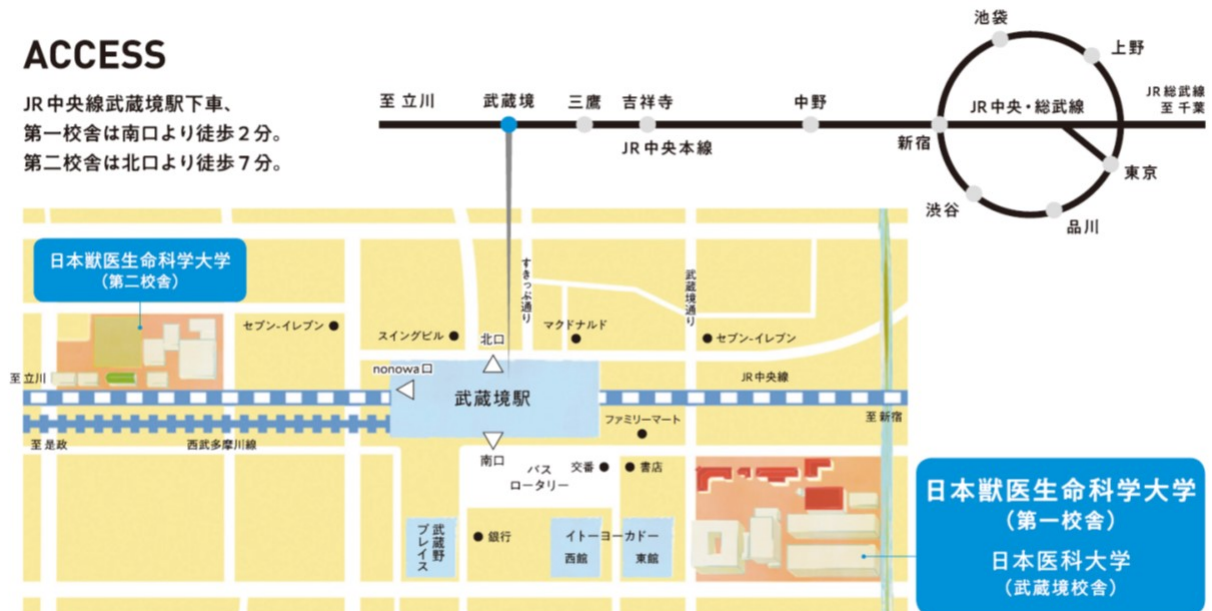 ACCESS
JR中央線武蔵境駅下車、
第一校舎は南口より徒歩2分。
第二校舎は北口より徒歩7分。
池袋
上野
至 立川
武蔵境
三鷹
吉祥寺
中野
JR中央・総武線
JR総武線
至 千葉
JR中央本線
新宿
東京
渋谷
品川
日本獣医生命科学大学
(第二校舎)
すきっぷ通り
武蔵境通り
セブン-イレブン
スイングビル
北口
マクドナルド
セブン-イレブン
nonowa口
至 立川
武蔵境駅
JR中央線
至 新宿
ファミリーマート
至 是政
西武多摩川線
南口
バス
ロータリー
交番
書店
武蔵野
プレイス
銀行
イトーヨーカドー
西館
東館
日本獣医生命科学大学
(第一校舎)
日本医科大学
(武蔵境校舎)